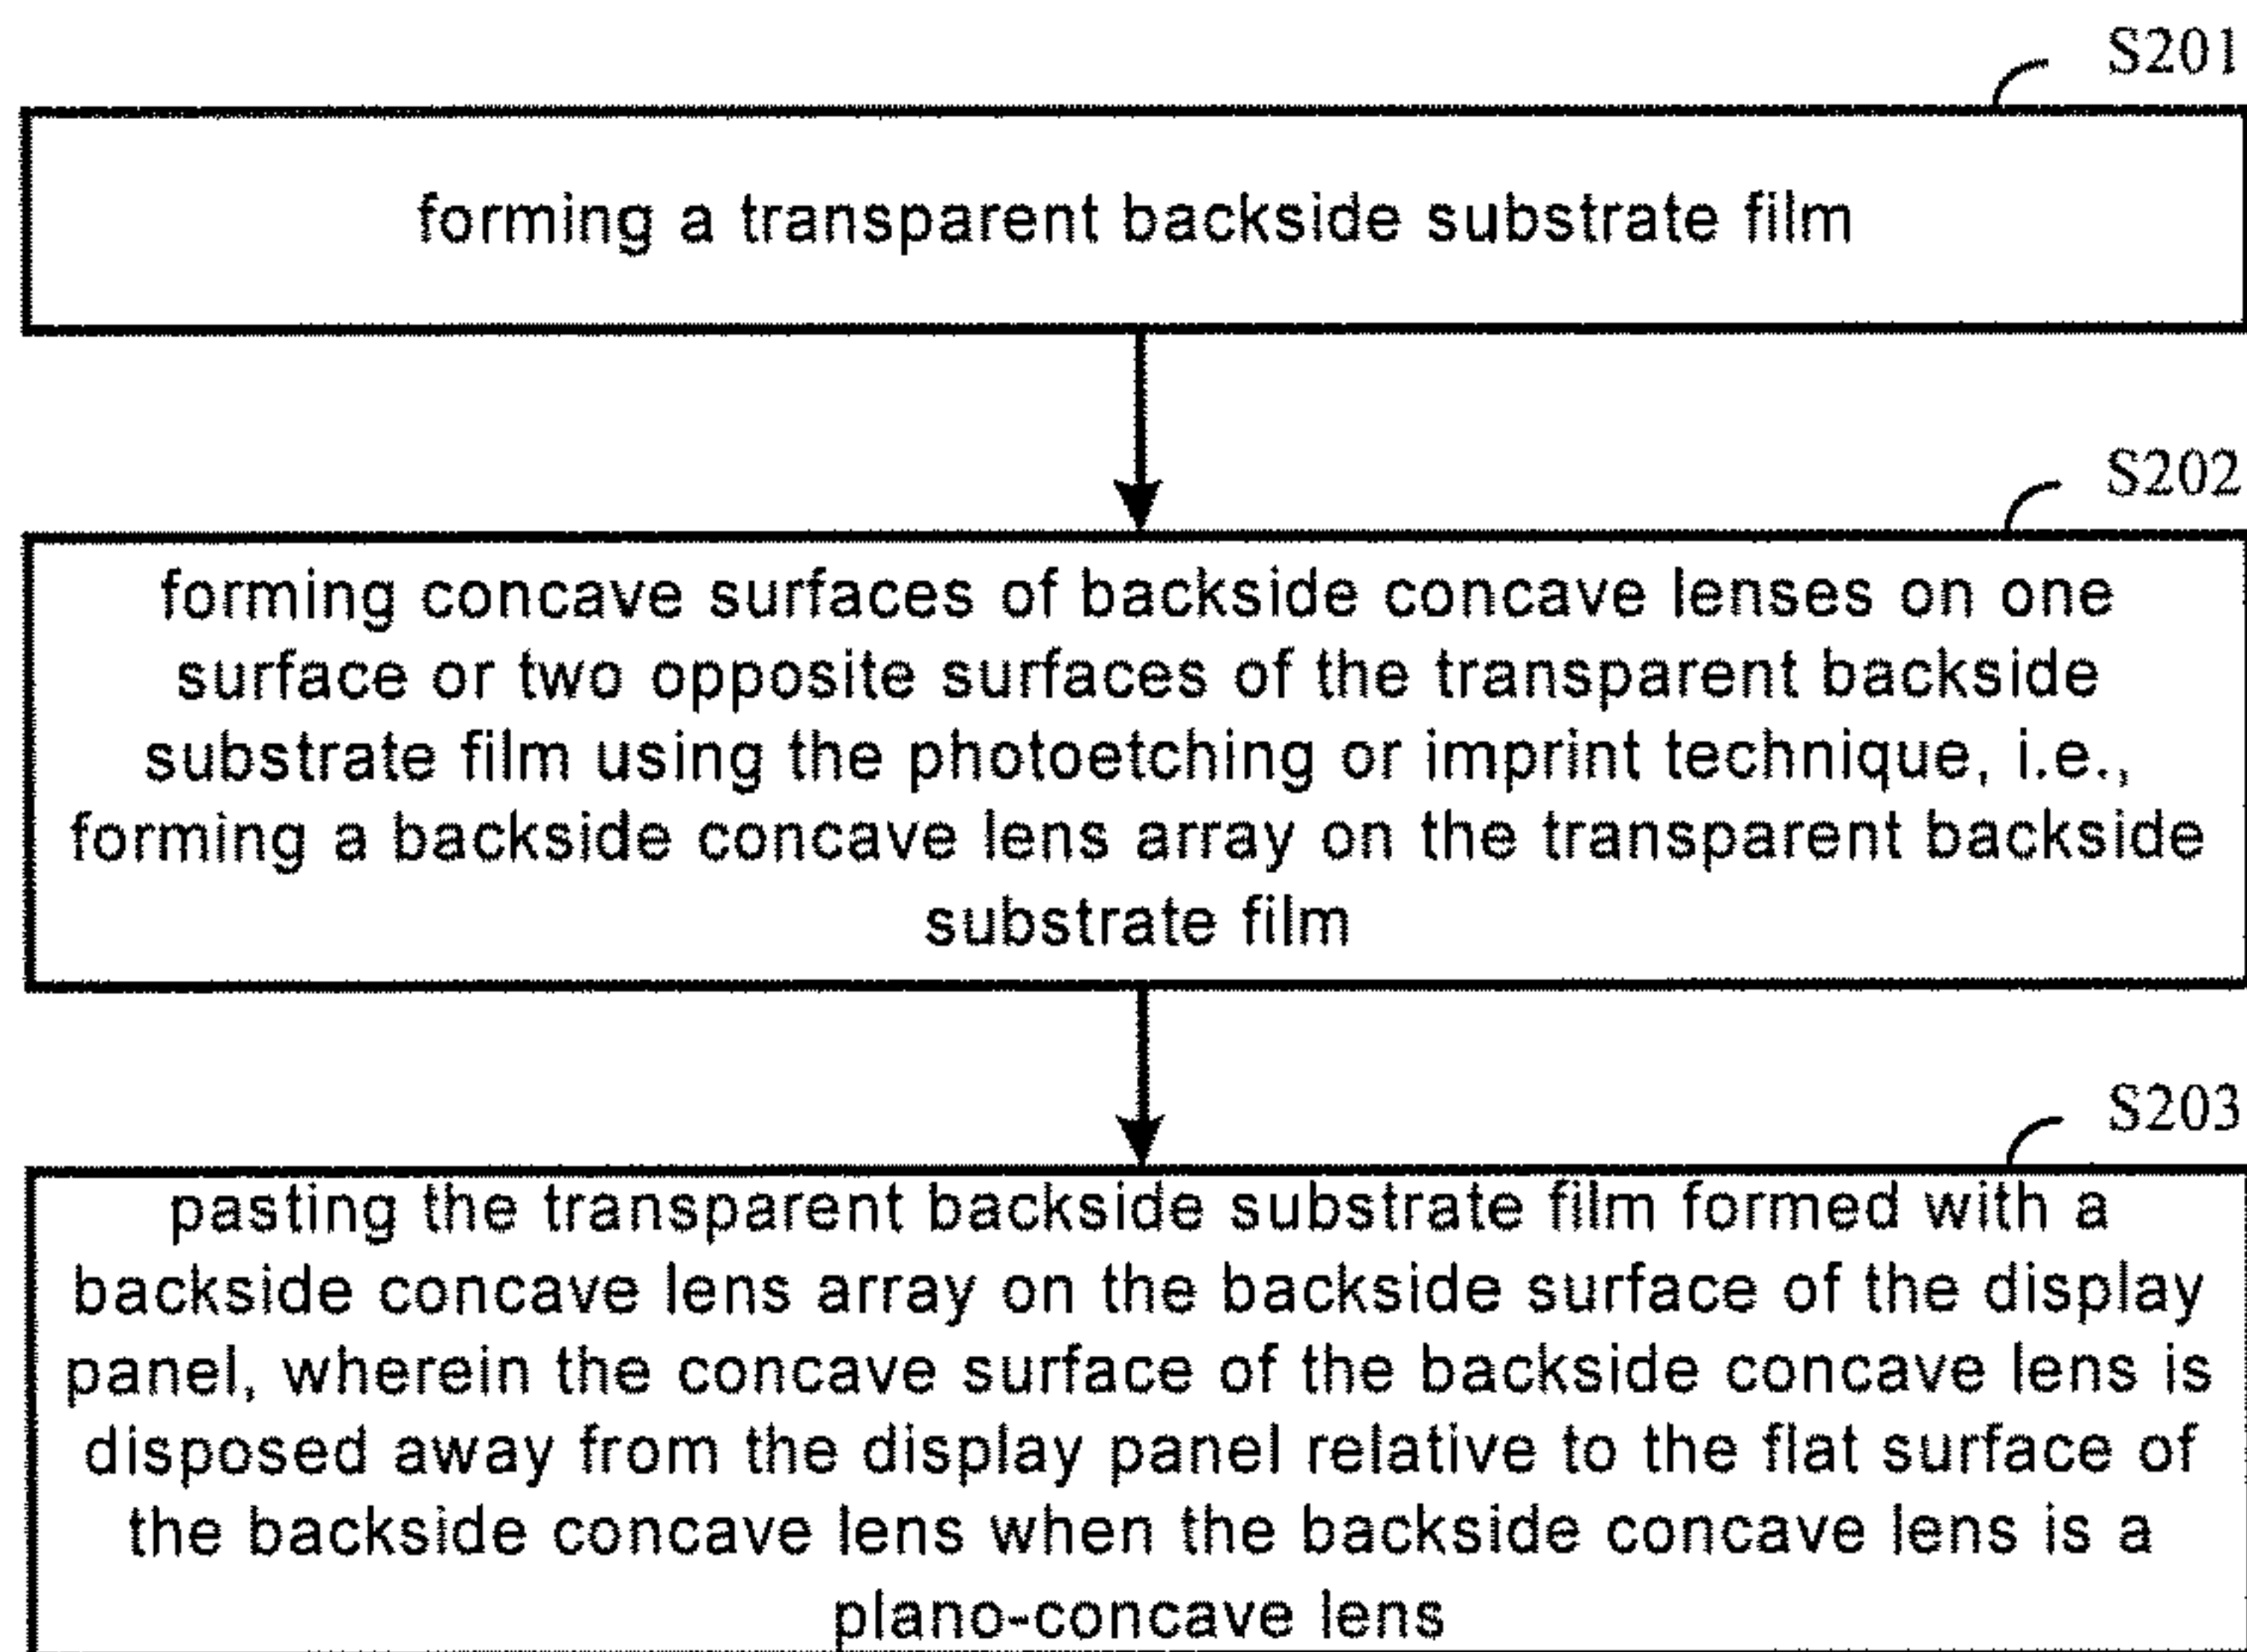 S201
forming a transparent backside substrate film
S202
forming concave surfaces of backside concave lenses on one
surface or two opposite surfaces of the transparent backside
substrate film using the photoetching or imprint technique, i.e.,
forming a backside concave lens array on the transparent backside
substrate film
S203
pasting the transparent backside substrate film formed with a
backside concave lens array on the backside surface of the display
panel, wherein the concave surface of the backside concave lens is
disposed away from the display panel relative to the flat surface of
the backside concave lens when the backside concave lens is a
plano-concave lens